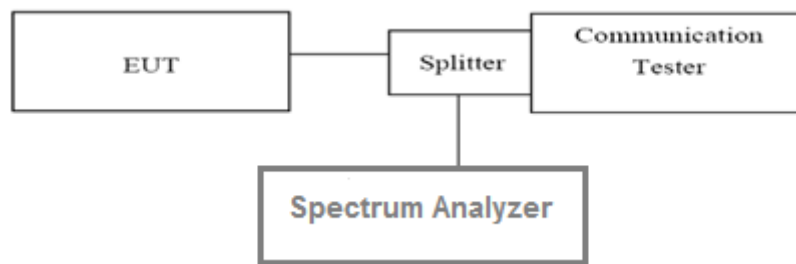 EUT
Splitter
Communication
Tester
Spectrum Analyzer